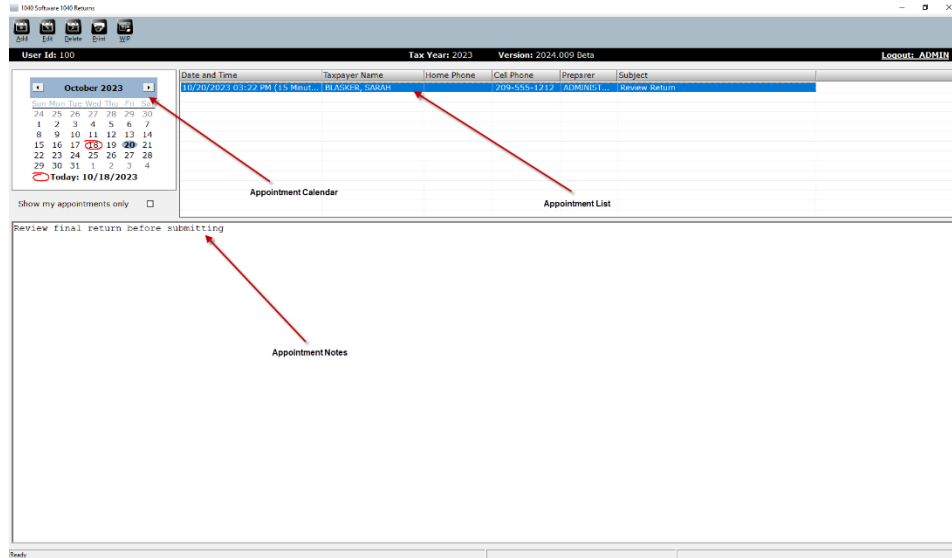 1040 Software 1040 Returns
Add Edit Delete Print WIP
User Id: 100 Tax Year: 2023 Version: 2024.009 Beta Logout: ADMIN
October 2023
Sun Mon Tue Wed Thu Fri Sat
24 25 26 27 28 29 30
1 2 3 4 5 6 7
8 9 10 11 12 13 14
15 16 17 18 19 20 21
22 23 24 25 26 27 28
29 30 31 1 2 3 4
Today: 10/18/2023
Show my appointments only
Date and Time Taxpayer Name Home Phone Cell Phone Preparer Subject
10/20/2023 03:22 PM (15 Minut... BLASKER, SARAH 209-555-1212 ADMINIST... Review Return
Appointment Calendar
Appointment List
Review final return before submitting
Appointment Notes
Ready